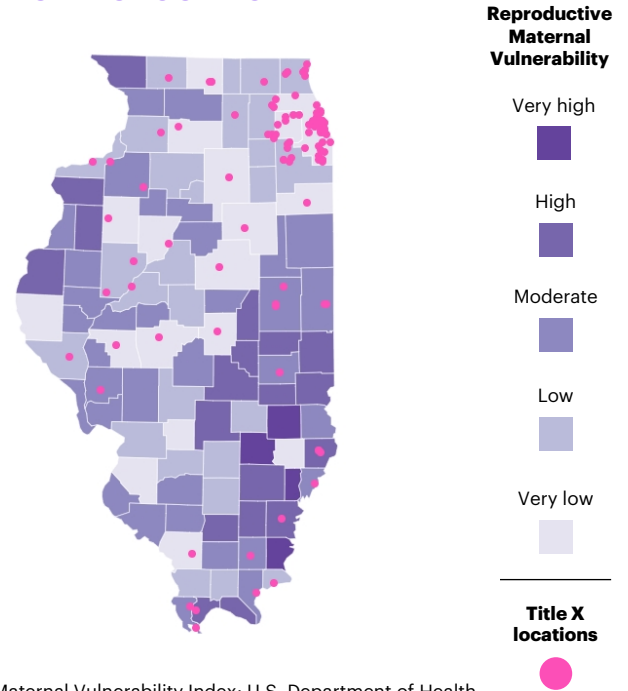 Reproductive
Maternal
Vulnerability
Very high
High
Moderate
Low
Very low
Title X
locations
Maternal Vulnerability Index; U.S. Department of Health